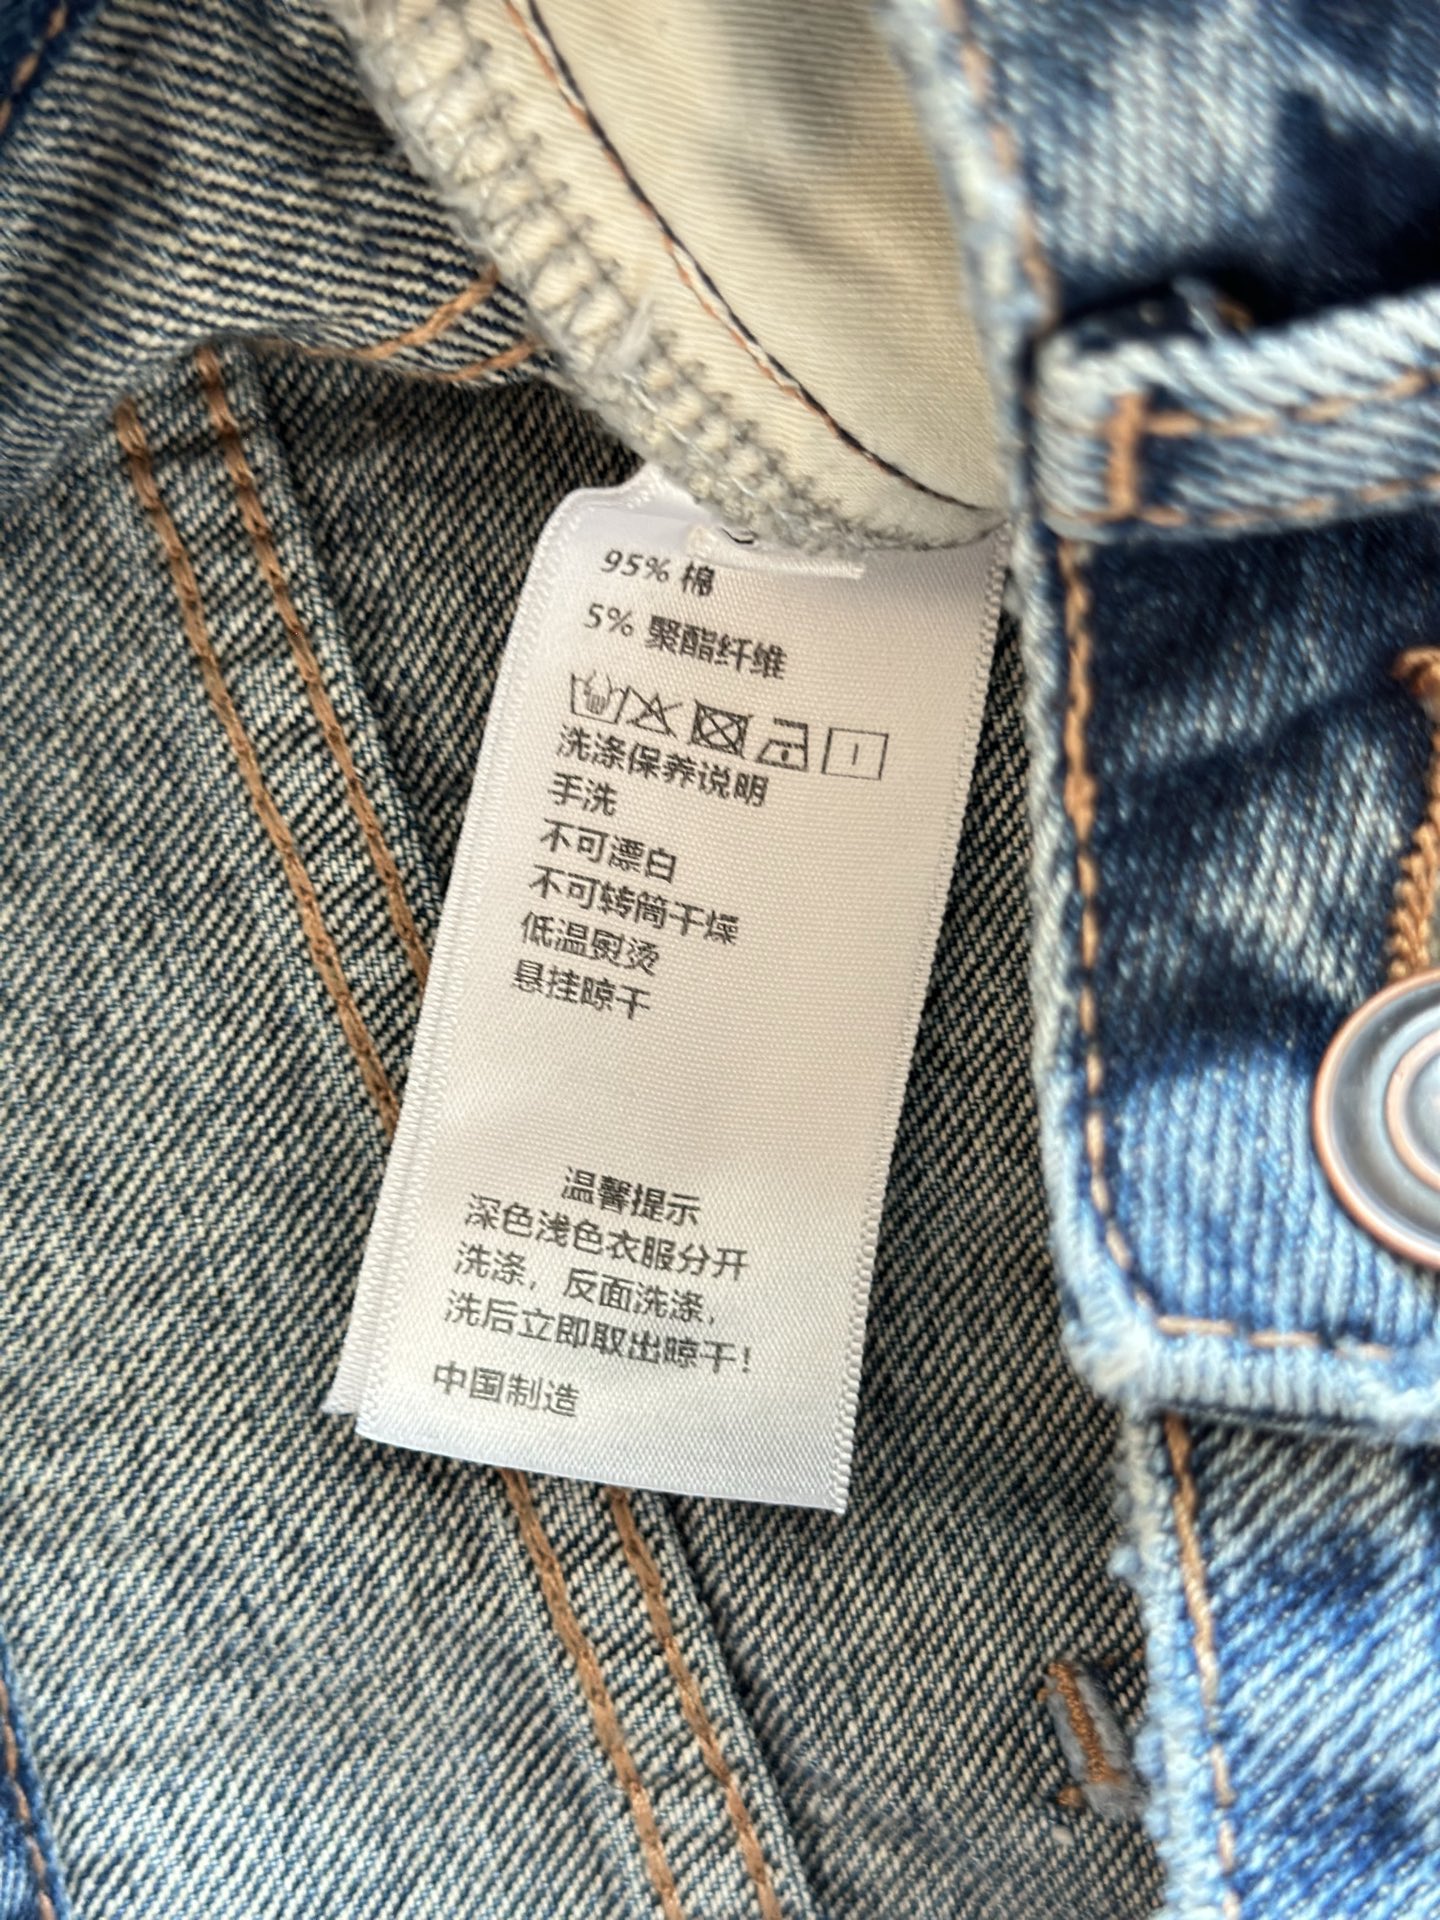 95% 棉
5% 聚酯纤维
洗涤保养说明
手洗
不可漂白
不可转筒干燥
低温熨烫
悬挂晾干
温馨提示
深色浅色衣服分开
洗涤，反面洗涤，
洗后立即取出晾干！
中国制造